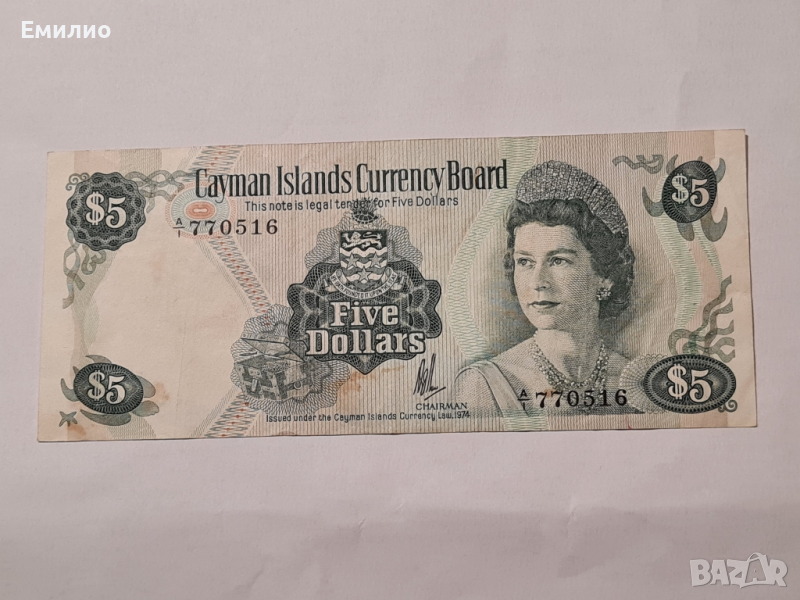 Емилио
Cayman Islands Currency Board
This note is legal tender for Five Dollars
$5
$5
A/1 770516
Five
Dollars
CHAIRMAN
A/1 770516
$5
$5
Issued under the Cayman Islands Currency Law, 1974
BAZAR